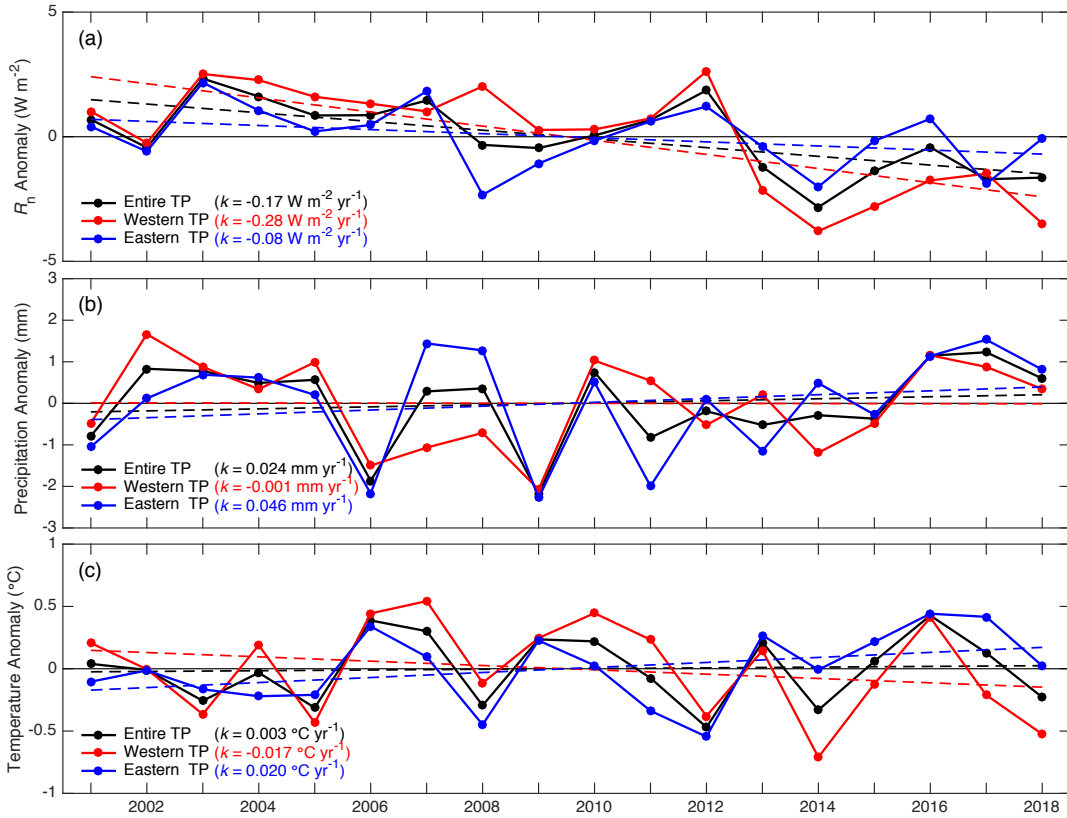 (a)
5
0
-5
Rn Anomaly (W m-2)
Entire TP (k = -0.17 W m-2 yr-1)
Western TP (k = -0.28 W m-2 yr-1)
Eastern TP (k = -0.08 W m-2 yr-1)
(b)
3
2
1
0
-1
-2
-3
Precipitation Anomaly (mm)
Entire TP (k = 0.024 mm yr-1)
Western TP (k = -0.001 mm yr-1)
Eastern TP (k = 0.046 mm yr-1)
(c)
1
0.5
0
-0.5
-1
Temperature Anomaly (°C)
Entire TP (k = 0.003 °C yr-1)
Western TP (k = -0.017 °C yr-1)
Eastern TP (k = 0.020 °C yr-1)
2002 2004 2006 2008 2010 2012 2014 2016 2018